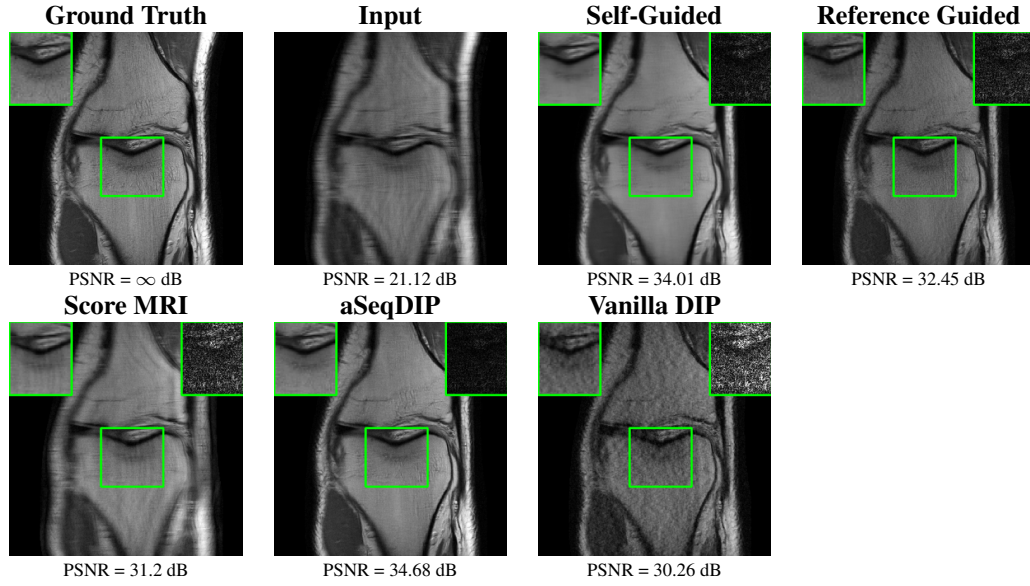 Ground Truth
Input
Self-Guided
Reference Guided
PSNR = ∞ dB
PSNR = 21.12 dB
PSNR = 34.01 dB
PSNR = 32.45 dB
Score MRI
aSeqDIP
Vanilla DIP
PSNR = 31.2 dB
PSNR = 34.68 dB
PSNR = 30.26 dB